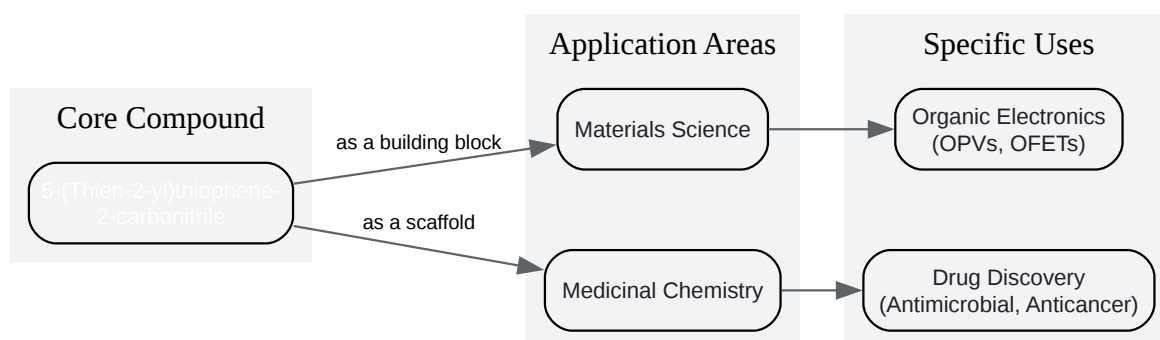 Core Compound
5-(Thien-2-yl)thiophene-
2-carbonitrile
as a building block
as a scaffold
Application Areas
Materials Science
Medicinal Chemistry
Specific Uses
Organic Electronics
(OPVs, OFETs)
Drug Discovery
(Antimicrobial, Anticancer)